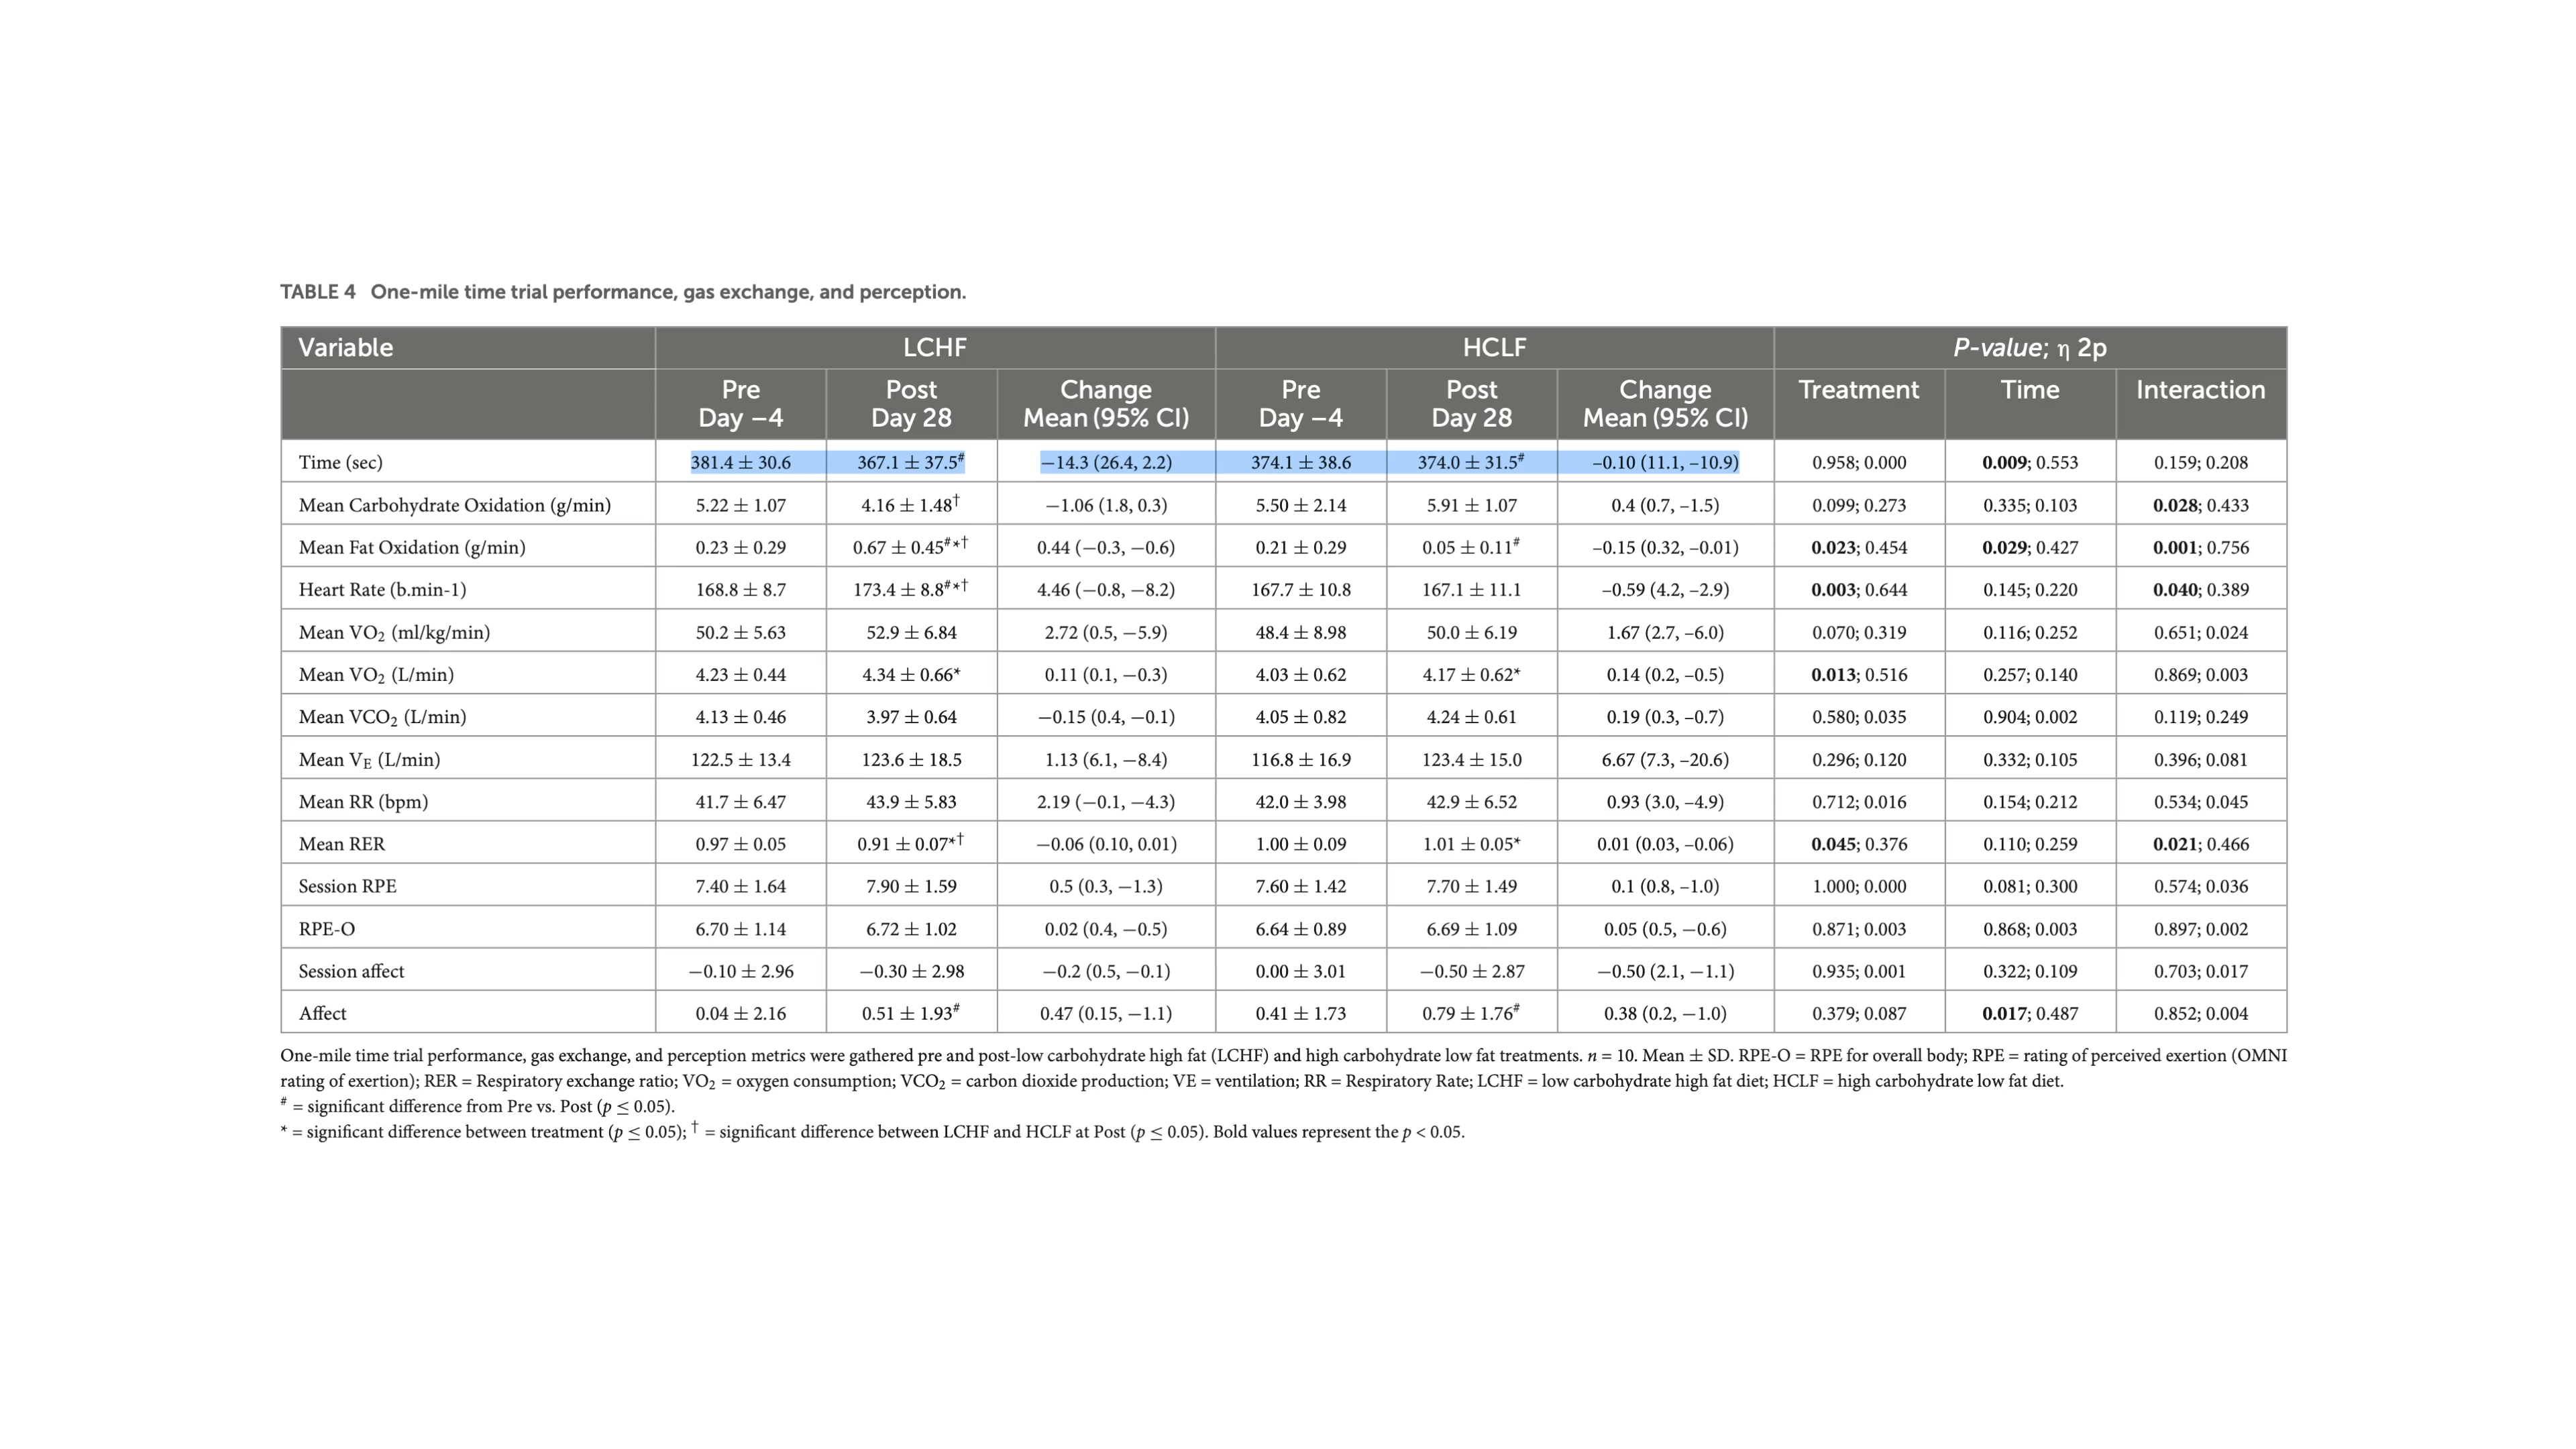 TABLE 4 One-mile time trial performance, gas exchange, and perception.
Variable LCHF HCLF P-value; η 2p
Pre Day −4 Post Day 28 Change Mean (95% CI) Pre Day −4 Post Day 28 Change Mean (95% CI) Treatment Time Interaction
Time (sec) 381.4 ± 30.6 367.1 ± 37.5# −14.3 (26.4, 2.2) 374.1 ± 38.6 374.0 ± 31.5# –0.10 (11.1, –10.9) 0.958; 0.000 0.009; 0.553 0.159; 0.208
Mean Carbohydrate Oxidation (g/min) 5.22 ± 1.07 4.16 ± 1.48† −1.06 (1.8, 0.3) 5.50 ± 2.14 5.91 ± 1.07 0.4 (0.7, –1.5) 0.099; 0.273 0.335; 0.103 0.028; 0.433
Mean Fat Oxidation (g/min) 0.23 ± 0.29 0.67 ± 0.45#*† 0.44 (−0.3, −0.6) 0.21 ± 0.29 0.05 ± 0.11# –0.15 (0.32, –0.01) 0.023; 0.454 0.029; 0.427 0.001; 0.756
Heart Rate (b.min-1) 168.8 ± 8.7 173.4 ± 8.8#*† 4.46 (−0.8, −8.2) 167.7 ± 10.8 167.1 ± 11.1 –0.59 (4.2, –2.9) 0.003; 0.644 0.145; 0.220 0.040; 0.389
Mean VO2 (ml/kg/min) 50.2 ± 5.63 52.9 ± 6.84 2.72 (0.5, −5.9) 48.4 ± 8.98 50.0 ± 6.19 1.67 (2.7, –6.0) 0.070; 0.319 0.116; 0.252 0.651; 0.024
Mean VO2 (L/min) 4.23 ± 0.44 4.34 ± 0.66* 0.11 (0.1, −0.3) 4.03 ± 0.62 4.17 ± 0.62* 0.14 (0.2, –0.5) 0.013; 0.516 0.257; 0.140 0.869; 0.003
Mean VCO2 (L/min) 4.13 ± 0.46 3.97 ± 0.64 −0.15 (0.4, −0.1) 4.05 ± 0.82 4.24 ± 0.61 0.19 (0.3, –0.7) 0.580; 0.035 0.904; 0.002 0.119; 0.249
Mean VE (L/min) 122.5 ± 13.4 123.6 ± 18.5 1.13 (6.1, −8.4) 116.8 ± 16.9 123.4 ± 15.0 6.67 (7.3, –20.6) 0.296; 0.120 0.332; 0.105 0.396; 0.081
Mean RR (bpm) 41.7 ± 6.47 43.9 ± 5.83 2.19 (−0.1, −4.3) 42.0 ± 3.98 42.9 ± 6.52 0.93 (3.0, –4.9) 0.712; 0.016 0.154; 0.212 0.534; 0.045
Mean RER 0.97 ± 0.05 0.91 ± 0.07*† −0.06 (0.10, 0.01) 1.00 ± 0.09 1.01 ± 0.05* 0.01 (0.03, –0.06) 0.045; 0.376 0.110; 0.259 0.021; 0.466
Session RPE 7.40 ± 1.64 7.90 ± 1.59 0.5 (0.3, −1.3) 7.60 ± 1.42 7.70 ± 1.49 0.1 (0.8, –1.0) 1.000; 0.000 0.081; 0.300 0.574; 0.036
RPE-O 6.70 ± 1.14 6.72 ± 1.02 0.02 (0.4, −0.5) 6.64 ± 0.89 6.69 ± 1.09 0.05 (0.5, −0.6) 0.871; 0.003 0.868; 0.003 0.897; 0.002
Session affect −0.10 ± 2.96 −0.30 ± 2.98 −0.2 (0.5, −0.1) 0.00 ± 3.01 −0.50 ± 2.87 −0.50 (2.1, −1.1) 0.935; 0.001 0.322; 0.109 0.703; 0.017
Affect 0.04 ± 2.16 0.51 ± 1.93# 0.47 (0.15, −1.1) 0.41 ± 1.73 0.79 ± 1.76# 0.38 (0.2, −1.0) 0.379; 0.087 0.017; 0.487 0.852; 0.004
One-mile time trial performance, gas exchange, and perception metrics were gathered pre and post-low carbohydrate high fat (LCHF) and high carbohydrate low fat treatments. n = 10. Mean ± SD. RPE-O = RPE for overall body; RPE = rating of perceived exertion (OMNI
rating of exertion); RER = Respiratory exchange ratio; VO2 = oxygen consumption; VCO2 = carbon dioxide production; VE = ventilation; RR = Respiratory Rate; LCHF = low carbohydrate high fat diet; HCLF = high carbohydrate low fat diet.
# = significant difference from Pre vs. Post (p ≤ 0.05).
* = significant difference between treatment (p ≤ 0.05); † = significant difference between LCHF and HCLF at Post (p ≤ 0.05). Bold values represent the p < 0.05.